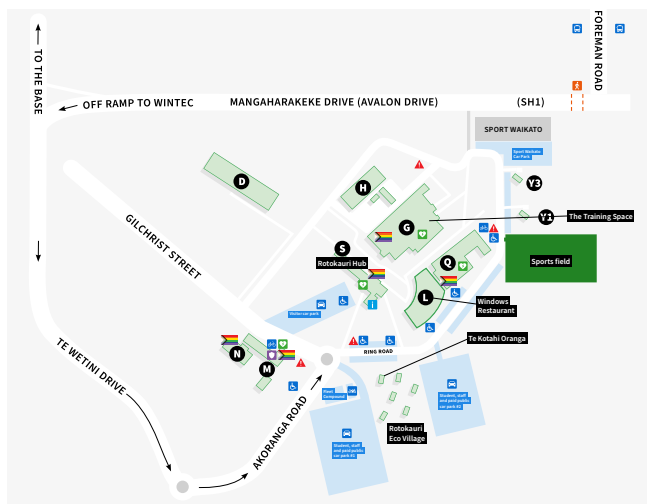 FOREMAN ROAD
TO THE BASE
OFF RAMP TO WINTEC
MANGAHARAKEKE DRIVE (AVALON DRIVE)
(SH1)
SPORT WAIKATO
Sport Waikato
Car Park
D
H
Y3
G
Y1
The Training Space
GILCHRIST STREET
S
Rotokauri Hub
Q
Sports field
L
Windows
Restaurant
Visitor car park
i
N
M
RING ROAD
Te Kotahi Oranga
TE WETINI DRIVE
AKORANGA ROAD
Fleet
Compound
Student, staff
and paid public
car park #2
Rotokauri
Eco Village
Student, staff
and paid public
car park #1